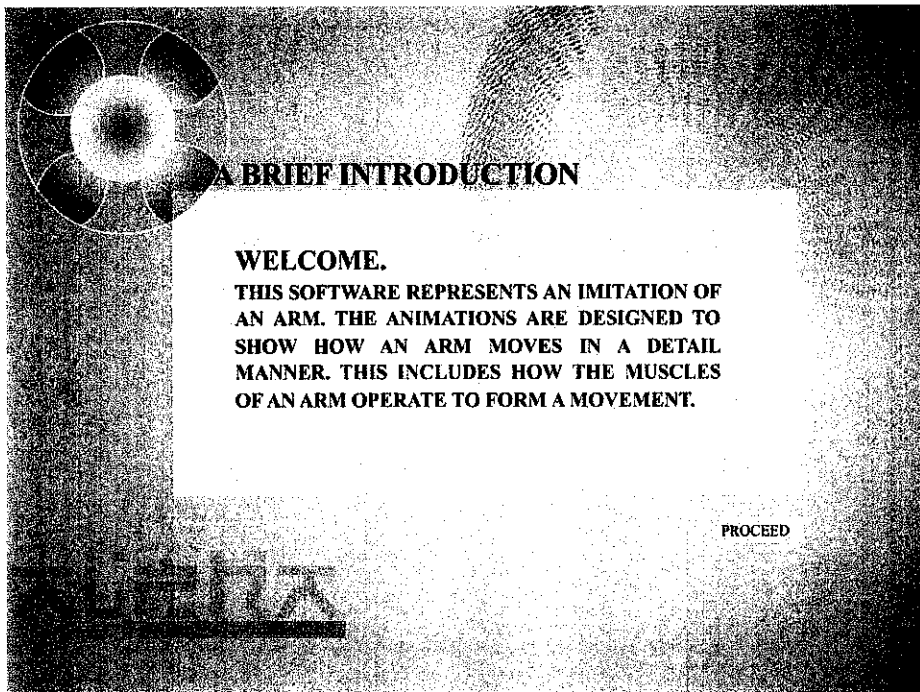 A BRIEF INTRODUCTION
WELCOME.
THIS SOFTWARE REPRESENTS AN IMITATION OF
AN ARM. THE ANIMATIONS ARE DESIGNED TO
SHOW HOW AN ARM MOVES IN A DETAIL
MANNER. THIS INCLUDES HOW THE MUSCLES
OF AN ARM OPERATE TO FORM A MOVEMENT.
PROCEED